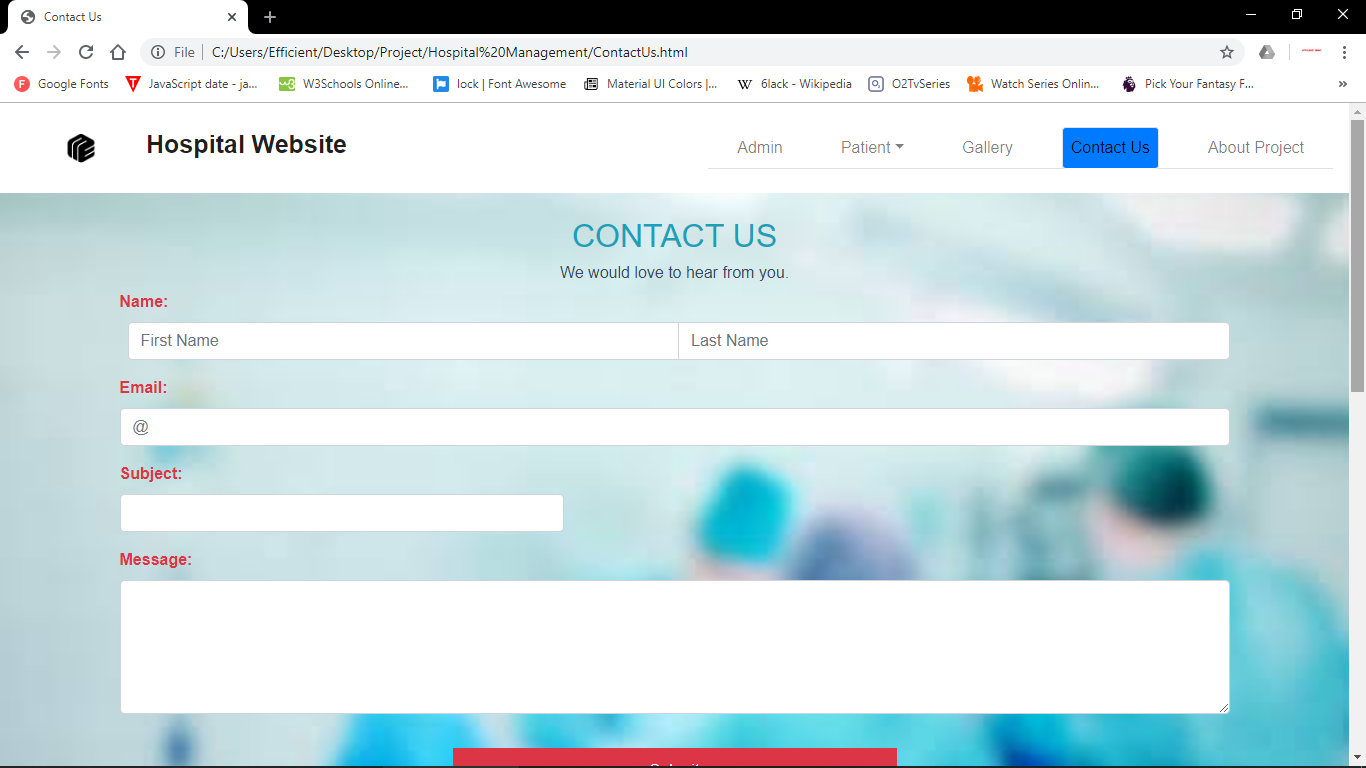 Contact Us
File C:/Users/Efficient/Desktop/Project/Hospital%20Management/ContactUs.html
Google Fonts JavaScript date - ja... W3Schools Online... lock | Font Awesome Material UI Colors |... 6lack - Wikipedia O2TvSeries Watch Series Onlin... Pick Your Fantasy F...
Hospital Website Admin Patient Gallery Contact Us About Project
CONTACT US
We would love to hear from you.
Name:
First Name Last Name
Email:
@
Subject:
Message: